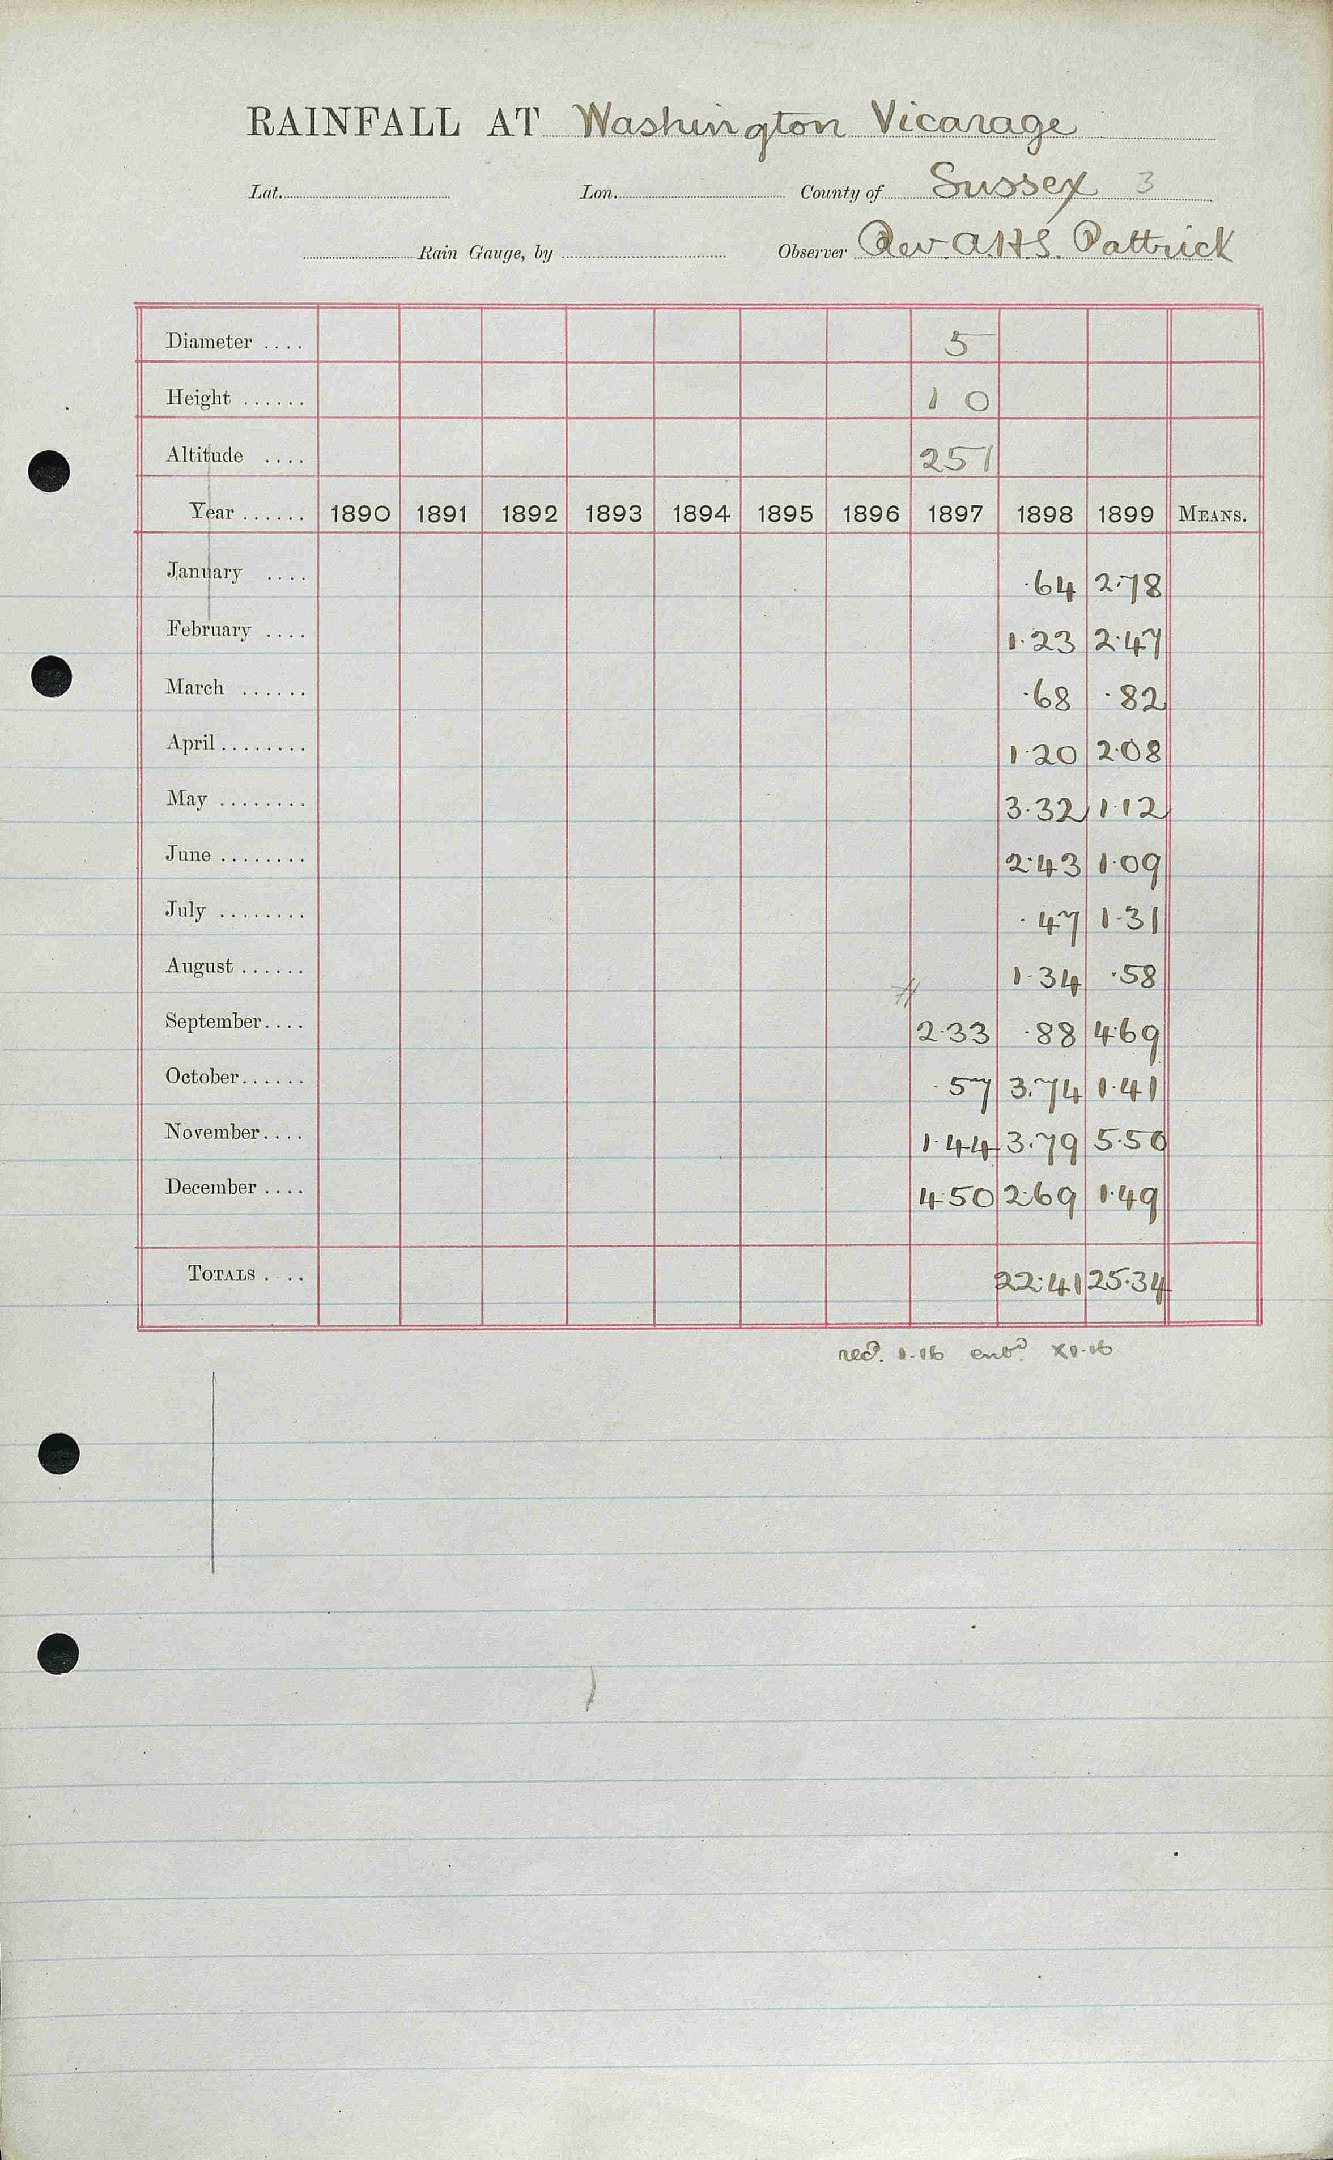 RAINFALL AT Washington Vicarage
Lat. Lon. County of Sussex 3
Rain Gauge, by Observer Rev A.H.S. Pattrick
Diameter .... 5
Height ...... 1 0
Altitude .... 251
Year ...... 1890 1891 1892 1893 1894 1895 1896 1897 1898 1899 MEANS.
January .... .64 2.78
February .... 1.23 2.47
March ...... .68 .82
April ........ 1.20 2.08
May ........ 3.32 1.12
June ........ 2.43 1.09
July ........ .47 1.31
August ...... 1.34 .58
September.... 2.33 .88 4.69
October...... .57 3.74 1.41
November.... 1.44 3.79 5.50
December .... 4.50 2.69 1.49
TOTALS .... 22.41 25.34
recd. 1.16 entd. XI.16